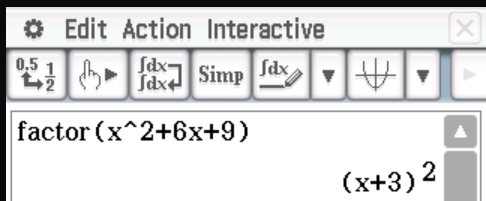 Edit Action Interactive
0.5 1/2 ∫dx ∫dx Simp ∫dx
factor(x^2+6x+9)
(x+3)²